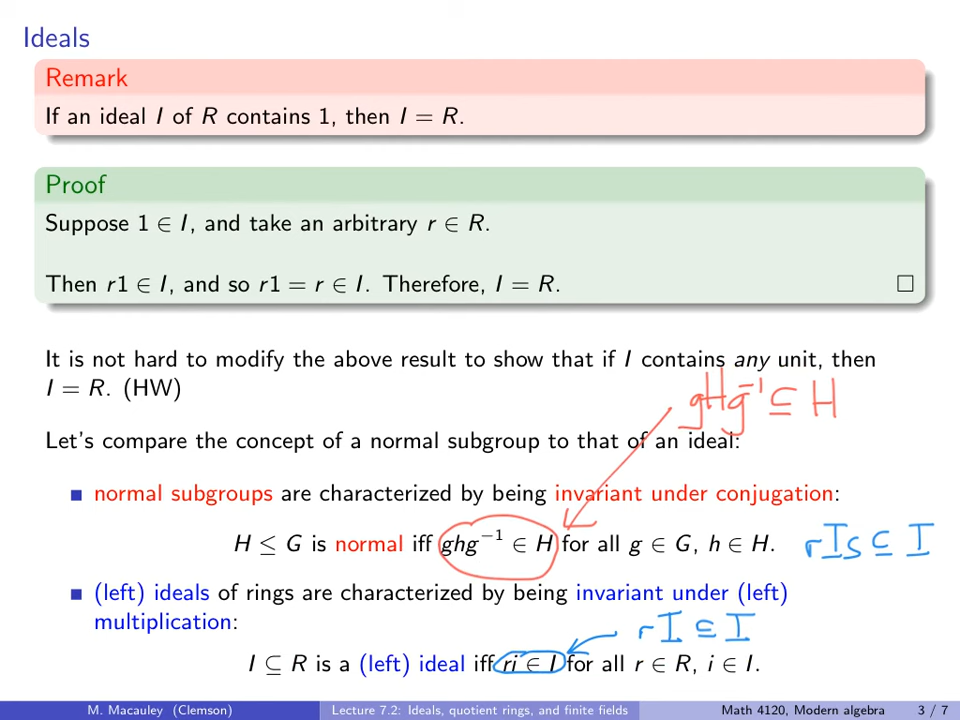 Ideals
Remark
If an ideal I of R contains 1, then I = R.
Proof
Suppose 1 ∈ I, and take an arbitrary r ∈ R.
Then r1 ∈ I, and so r1 = r ∈ I. Therefore, I = R. □
It is not hard to modify the above result to show that if I contains any unit, then
I = R. (HW)
gHg⁻¹ ⊆ H
Let's compare the concept of a normal subgroup to that of an ideal:
■ normal subgroups are characterized by being invariant under conjugation:
H ≤ G is normal iff ghg⁻¹ ∈ H for all g ∈ G, h ∈ H.
rIs ⊆ I
■ (left) ideals of rings are characterized by being invariant under (left)
multiplication:
rI ⊆ I
I ⊆ R is a (left) ideal iff ri ∈ I for all r ∈ R, i ∈ I.
M. Macauley (Clemson) Lecture 7.2: Ideals, quotient rings, and finite fields Math 4120, Modern algebra 3 / 7